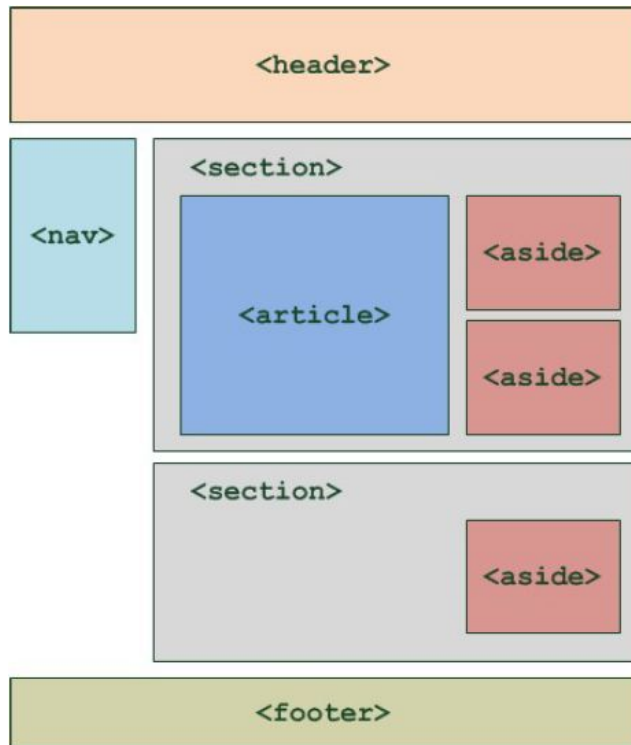 <header>
<nav>
<section>
<article>
<aside>
<aside>
<section>
<aside>
<footer>